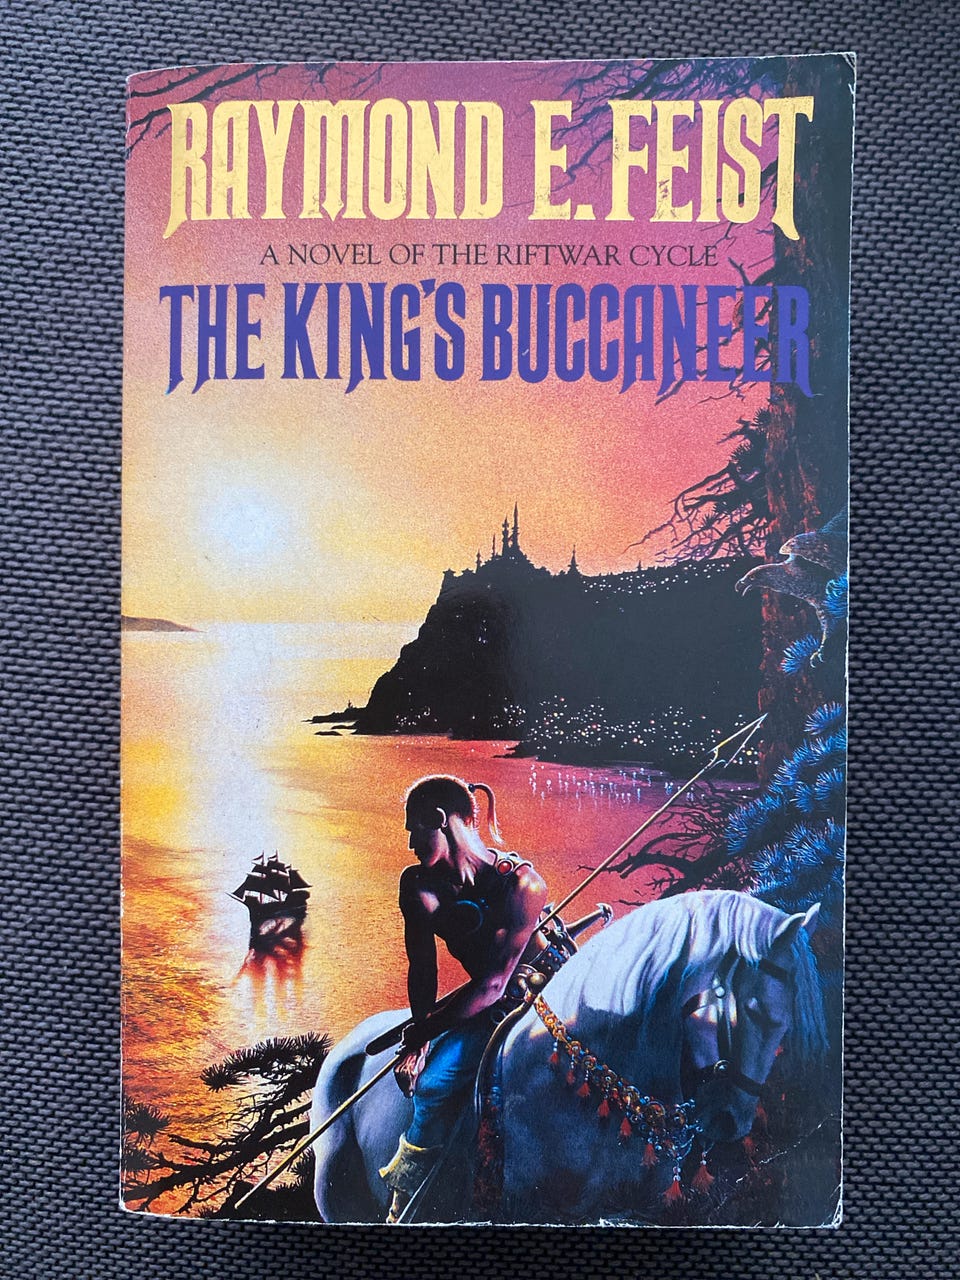 RAYMOND E. FEIST
A NOVEL OF THE RIFTWAR CYCLE
THE KING'S BUCCANEER